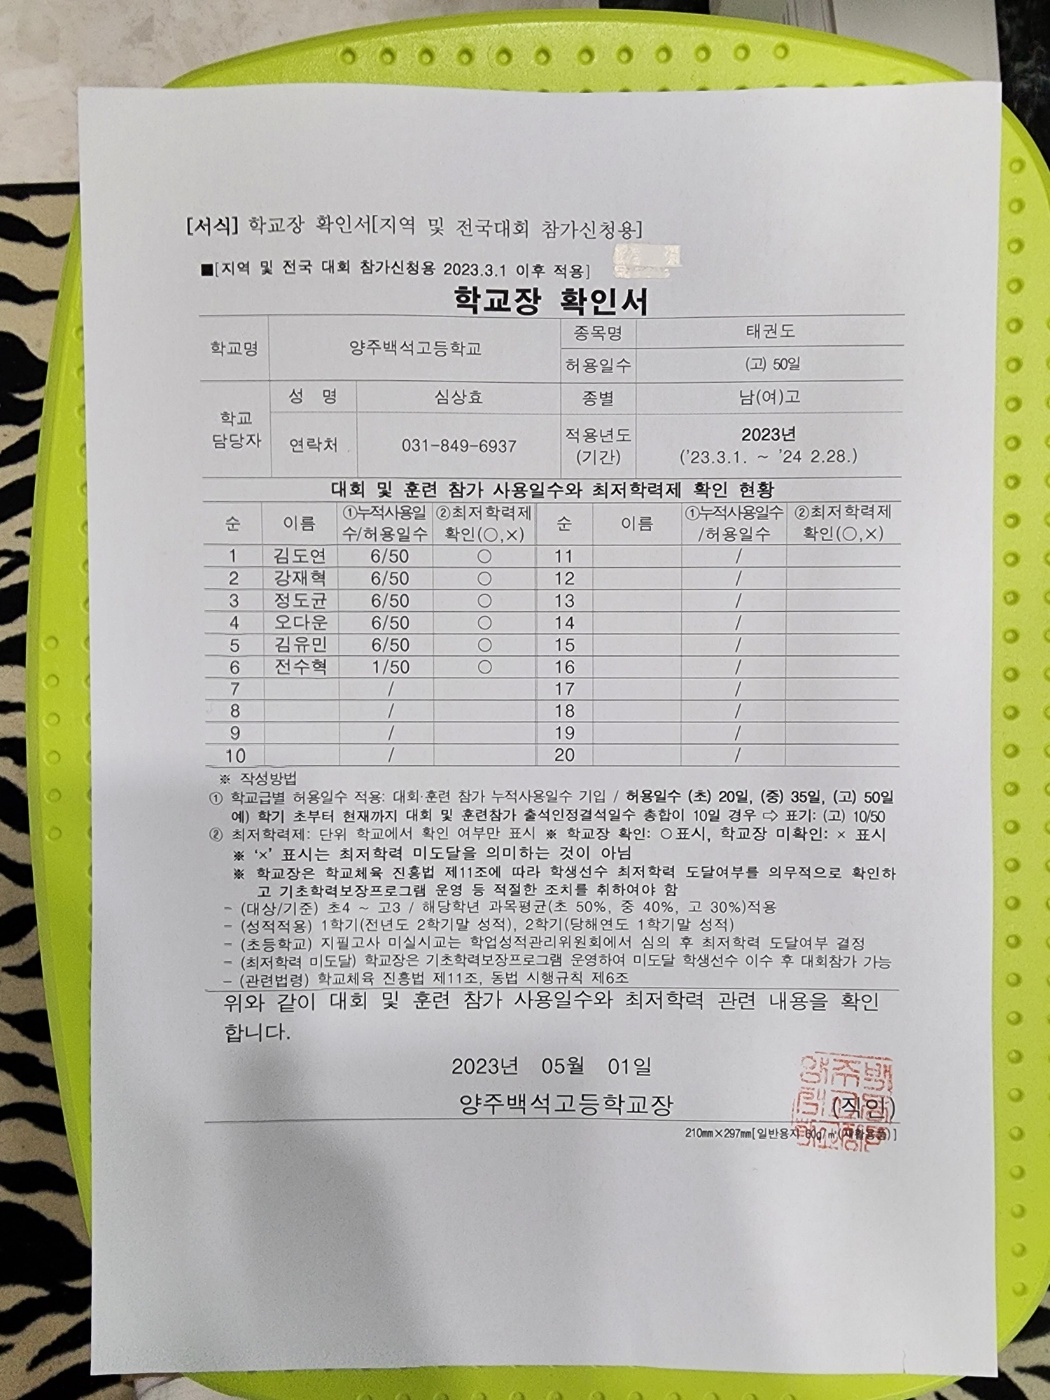 [서식] 학교장 확인서[지역 및 전국대회 참가신청용]
■[지역 및 전국 대회 참가신청용 2023.3.1 이후 적용]
학교장 확인서
학교명 양주백석고등학교 종목명 태권도
허용일수 (고) 50일
학교 담당자 성 명 심상효 종별 남(여)고
연락처 031-849-6937 적용년도 (기간) 2023년 ('23.3.1. ~ '24 2.28.)
대회 및 훈련 참가 사용일수와 최저학력제 확인 현황
순 이름 ①누적사용일수/허용일수 ②최저학력제 확인(○,×) 순 이름 ①누적사용일수/허용일수 ②최저학력제 확인(○,×)
1 김도연 6/50 ○ 11 /
2 강재혁 6/50 ○ 12 /
3 정도균 6/50 ○ 13 /
4 오다운 6/50 ○ 14 /
5 김유민 6/50 ○ 15 /
6 전수혁 1/50 ○ 16 /
7 / 17 /
8 / 18 /
9 / 19 /
10 / 20 /
※ 작성방법
① 학교급별 허용일수 적용: 대회·훈련 참가 누적사용일수 기입 / 허용일수 (초) 20일, (중) 35일, (고) 50일
예) 학기 초부터 현재까지 대회 및 훈련참가 출석인정결석일수 총합이 10일 경우 ⇨ 표기: (고) 10/50
② 최저학력제: 단위 학교에서 확인 여부만 표시 ※ 학교장 확인: ○표시, 학교장 미확인: × 표시
※ '×' 표시는 최저학력 미도달을 의미하는 것이 아님
※ 학교장은 학교체육 진흥법 제11조에 따라 학생선수 최저학력 도달여부를 의무적으로 확인하
고 기초학력보장프로그램 운영 등 적절한 조치를 취하여야 함
- (대상/기준) 초4 ~ 고3 / 해당학년 과목평균(초 50%, 중 40%, 고 30%)적용
- (성적적용) 1학기(전년도 2학기말 성적), 2학기(당해연도 1학기말 성적)
- (초등학교) 지필고사 미실시교는 학업성적관리위원회에서 심의 후 최저학력 도달여부 결정
- (최저학력 미도달) 학교장은 기초학력보장프로그램 운영하여 미도달 학생선수 이수 후 대회참가 가능
- (관련법령) 학교체육 진흥법 제11조, 동법 시행규칙 제6조
위와 같이 대회 및 훈련 참가 사용일수와 최저학력 관련 내용을 확인
합니다.
2023년 05월 01일
양주백석고등학교장 (직인)
210㎜×297㎜[일반용지 60g/㎡(재활용품)]